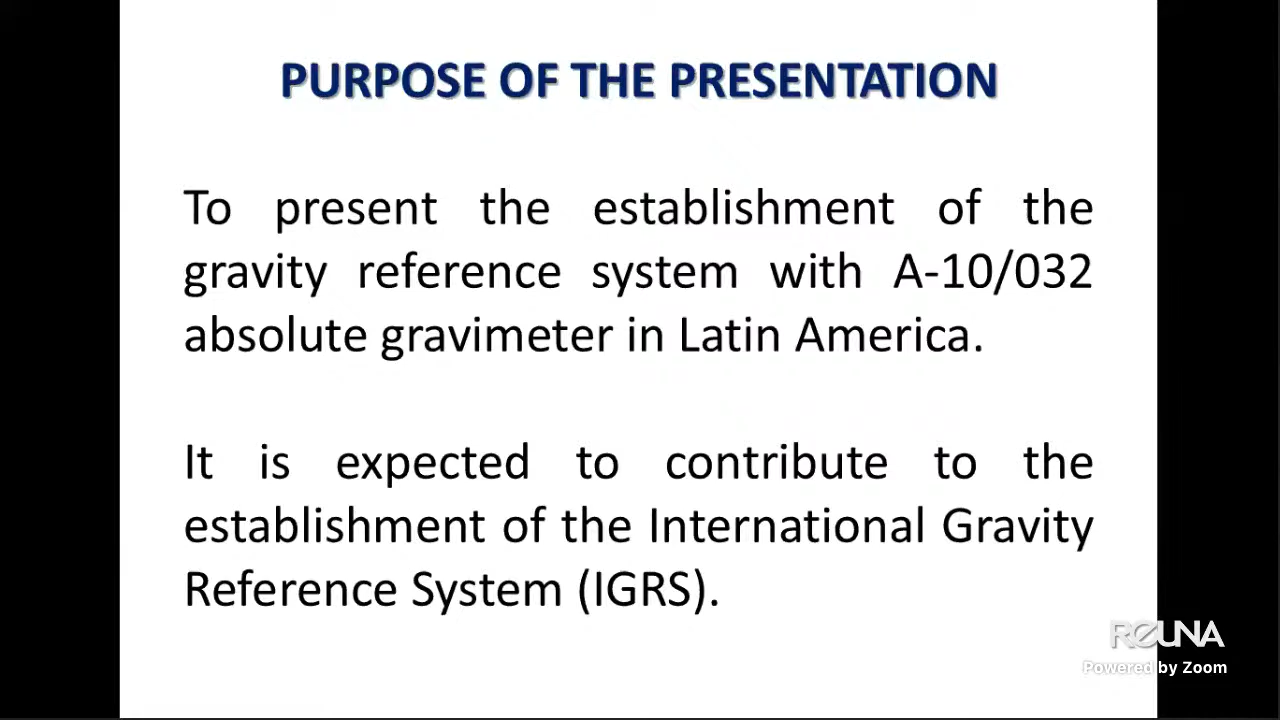 PURPOSE OF THE PRESENTATION
To present the establishment of the
gravity reference system with A-10/032
absolute gravimeter in Latin America.
It is expected to contribute to the
establishment of the International Gravity
Reference System (IGRS).
REUNA
Powered by Zoom